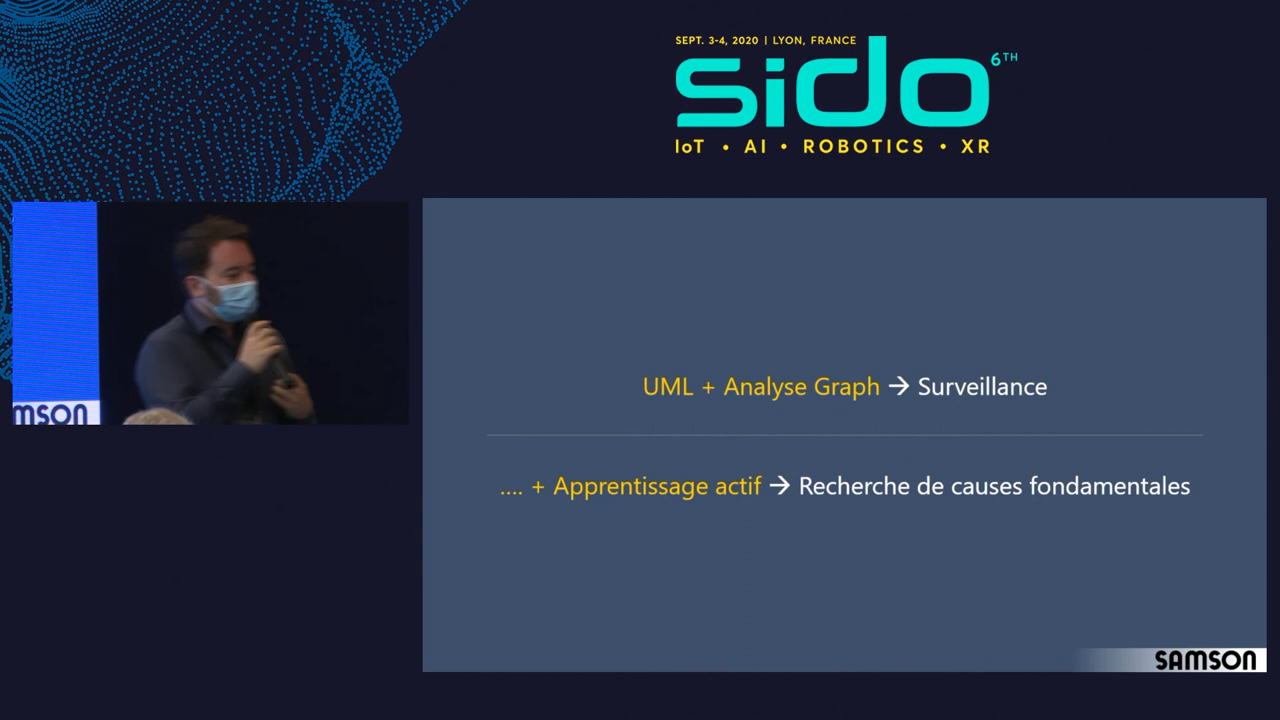 SEPT. 3-4, 2020 | LYON, FRANCE
sido 6TH
IoT • AI • ROBOTICS • XR
MSON
UML + Analyse Graph → Surveillance
.... + Apprentissage actif → Recherche de causes fondamentales
SAMSON